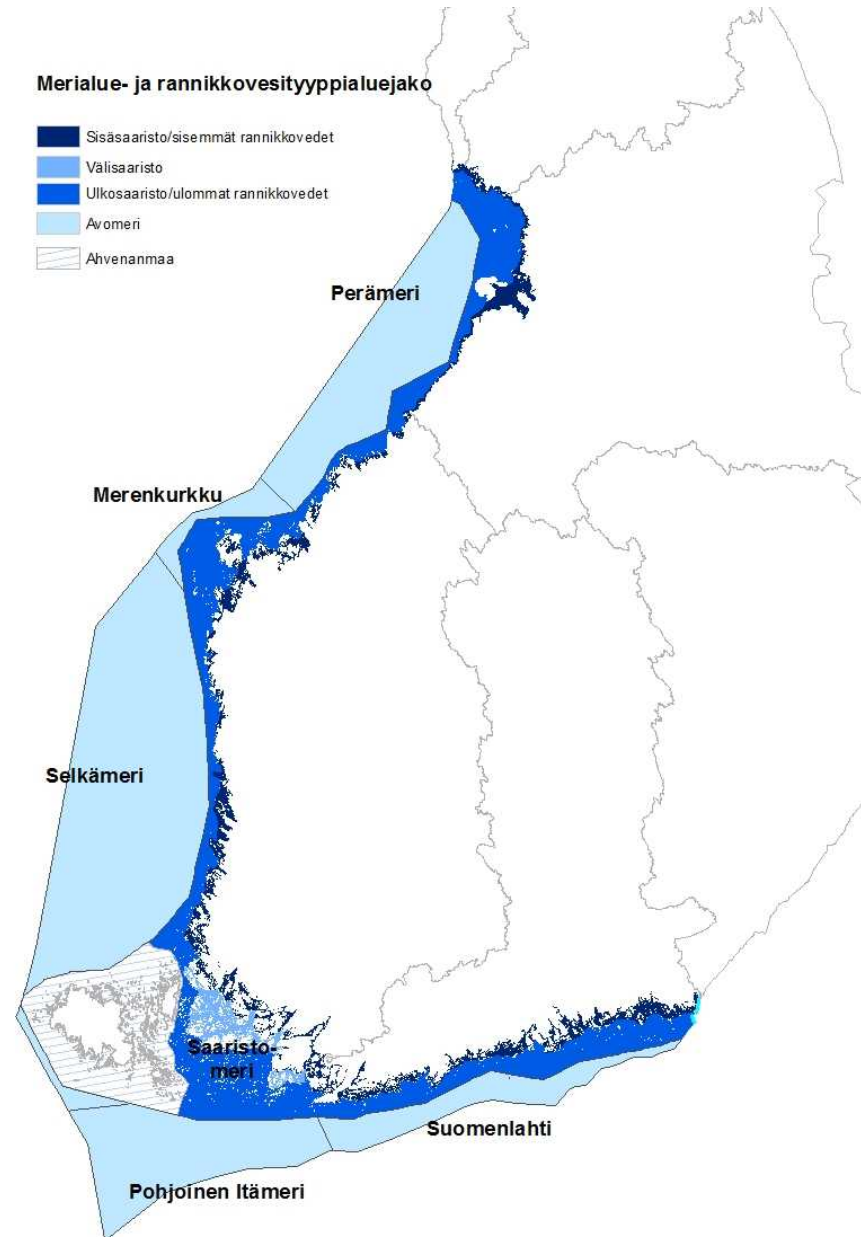 Merialue- ja rannikkovesityyppialuejako
Sisäsaaristo/sisemmät rannikkovedet
Välisaaristo
Ulkosaaristo/ulommat rannikkovedet
Avomeri
Ahvenanmaa
Perämeri
Merenkurkku
Selkämeri
Saaristo-
meri
Suomenlahti
Pohjoinen Itämeri